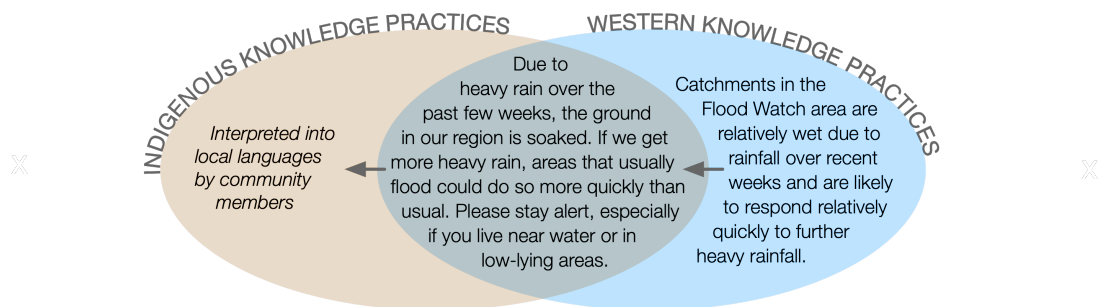 INDIGENOUS KNOWLEDGE PRACTICES
WESTERN KNOWLEDGE PRACTICES
X
Interpreted into
local languages
by community
members
Due to
heavy rain over the
past few weeks, the ground
in our region is soaked. If we get
more heavy rain, areas that usually
flood could do so more quickly than
usual. Please stay alert, especially
if you live near water or in
low-lying areas.
Catchments in the
Flood Watch area are
relatively wet due to
rainfall over recent
weeks and are likely
to respond relatively
quickly to further
heavy rainfall.
X